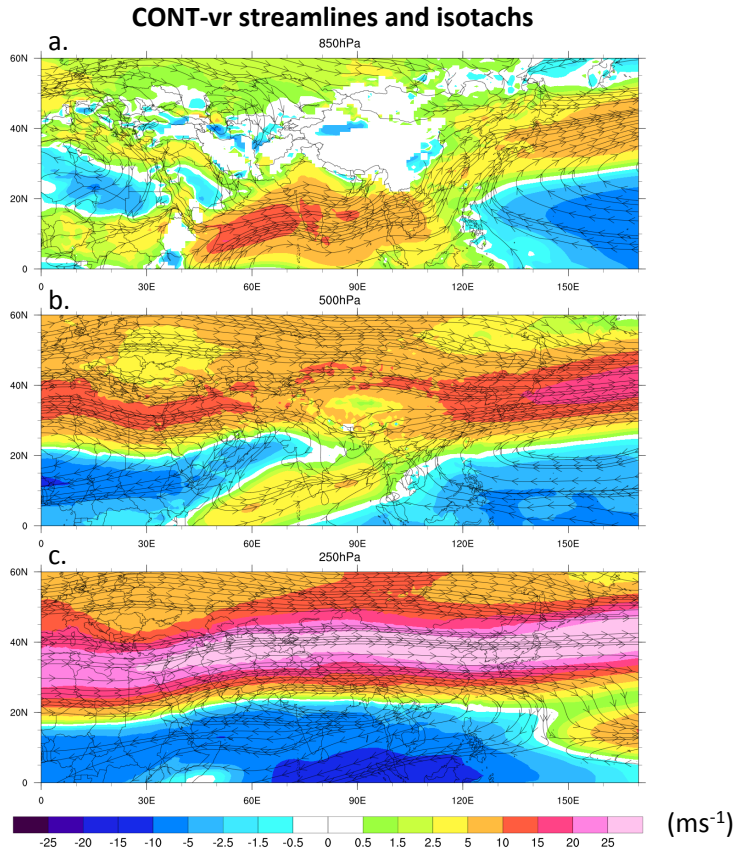 CONT-vr streamlines and isotachs
a.
850hPa
60N
40N
20N
0
0 30E 60E 90E 120E 150E
b.
500hPa
60N
40N
20N
0
0 30E 60E 90E 120E 150E
c.
250hPa
60N
40N
20N
0
0 30E 60E 90E 120E 150E
(ms-1)
-25 -20 -15 -10 -5 -2.5 -1.5 -0.5 0 0.5 1.5 2.5 5 10 15 20 25